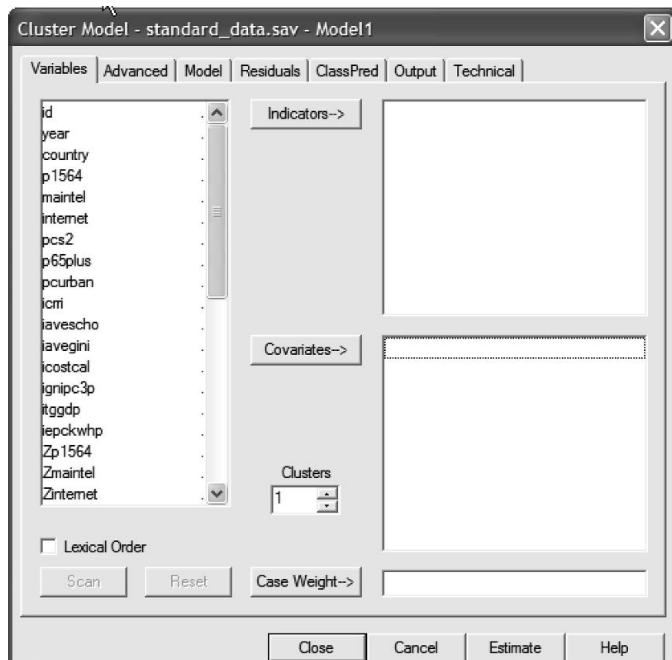 Cluster Model - standard_data.sav - Model1
Variables Advanced Model Residuals ClassPred Output Technical
id .
year .
country .
p1564 .
maintel .
internet .
pcs2 .
p65plus .
pcurban .
icrri .
iavescho .
iavegini .
icostcal .
ignipc3p .
itggdp .
iepckwhp .
Zp1564 .
Zmaintel .
Zinternet .
Indicators-->
Covariates-->
Clusters
1
Lexical Order
Scan Reset Case Weight-->
Close Cancel Estimate Help